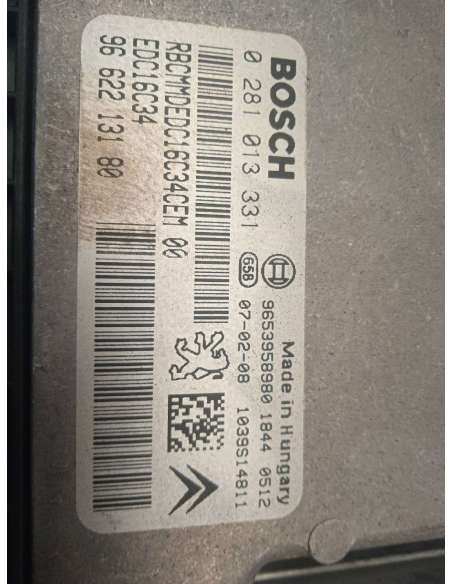 BOSCH
Made in Hungary
0 281 013 331
9653958980 1844 0512
658 07-02-08 1039S14811
RBCMMDEDC16C34CEM 00
EDC16C34
96 622 131 80